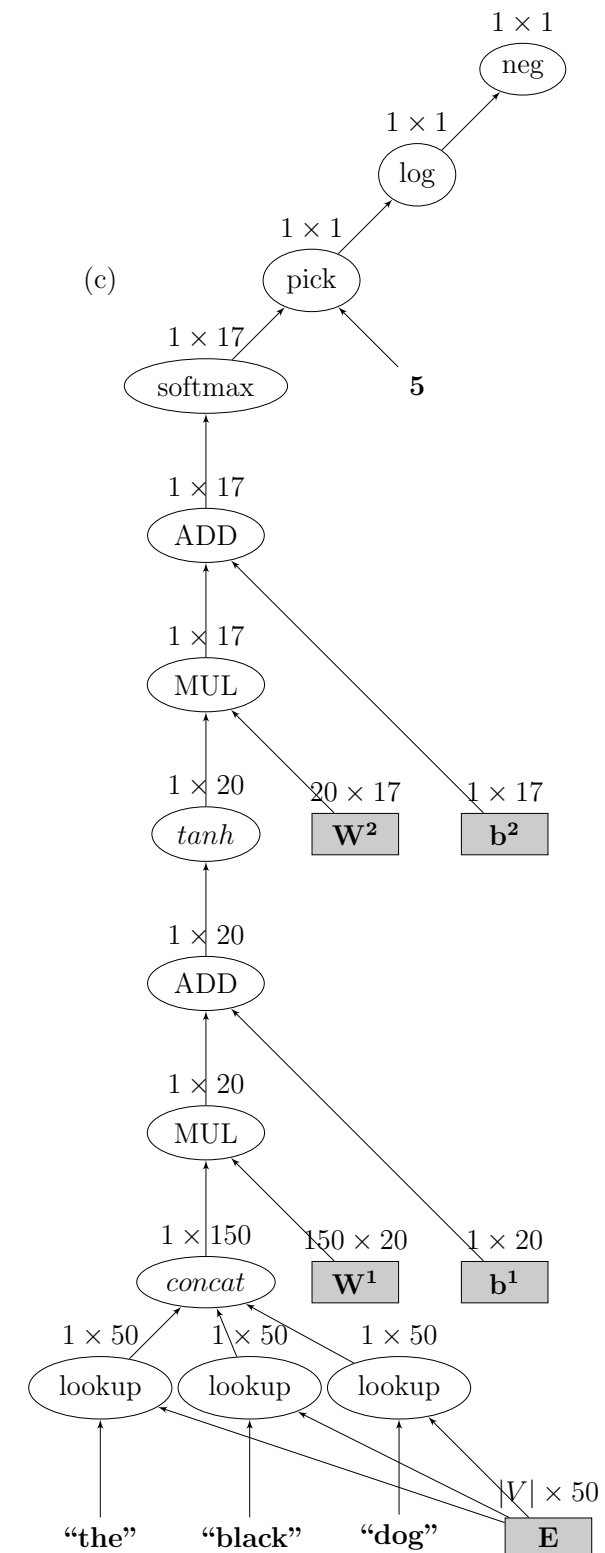 1 × 1
neg
1 × 1
log
1 × 1
(c) pick
1 × 17
softmax 5
1 × 17
ADD
1 × 17
MUL
1 × 20 20 × 17 1 × 17
tanh W² b²
1 × 20
ADD
1 × 20
MUL
1 × 150 150 × 20 1 × 20
concat W¹ b¹
1 × 50 1 × 50 1 × 50
lookup lookup lookup
|V| × 50
“the” “black” “dog” E